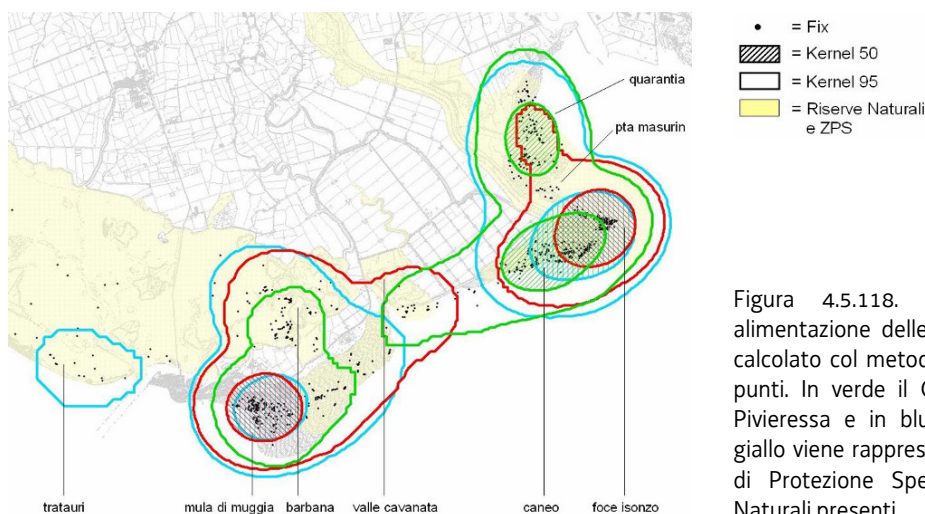 quarantia
pta masurin
tratauri
mula di muggia
barbana
valle cavanata
caneo
foce isonzo
= Fix
= Kernel 50
= Kernel 95
= Riserve Naturali
e ZPS
Figura 4.5.118.
alimentazione delle
calcolato col metod
punti. In verde il
Pivieressa e in blu
giallo viene rappres
di Protezione Spe
Naturali presenti